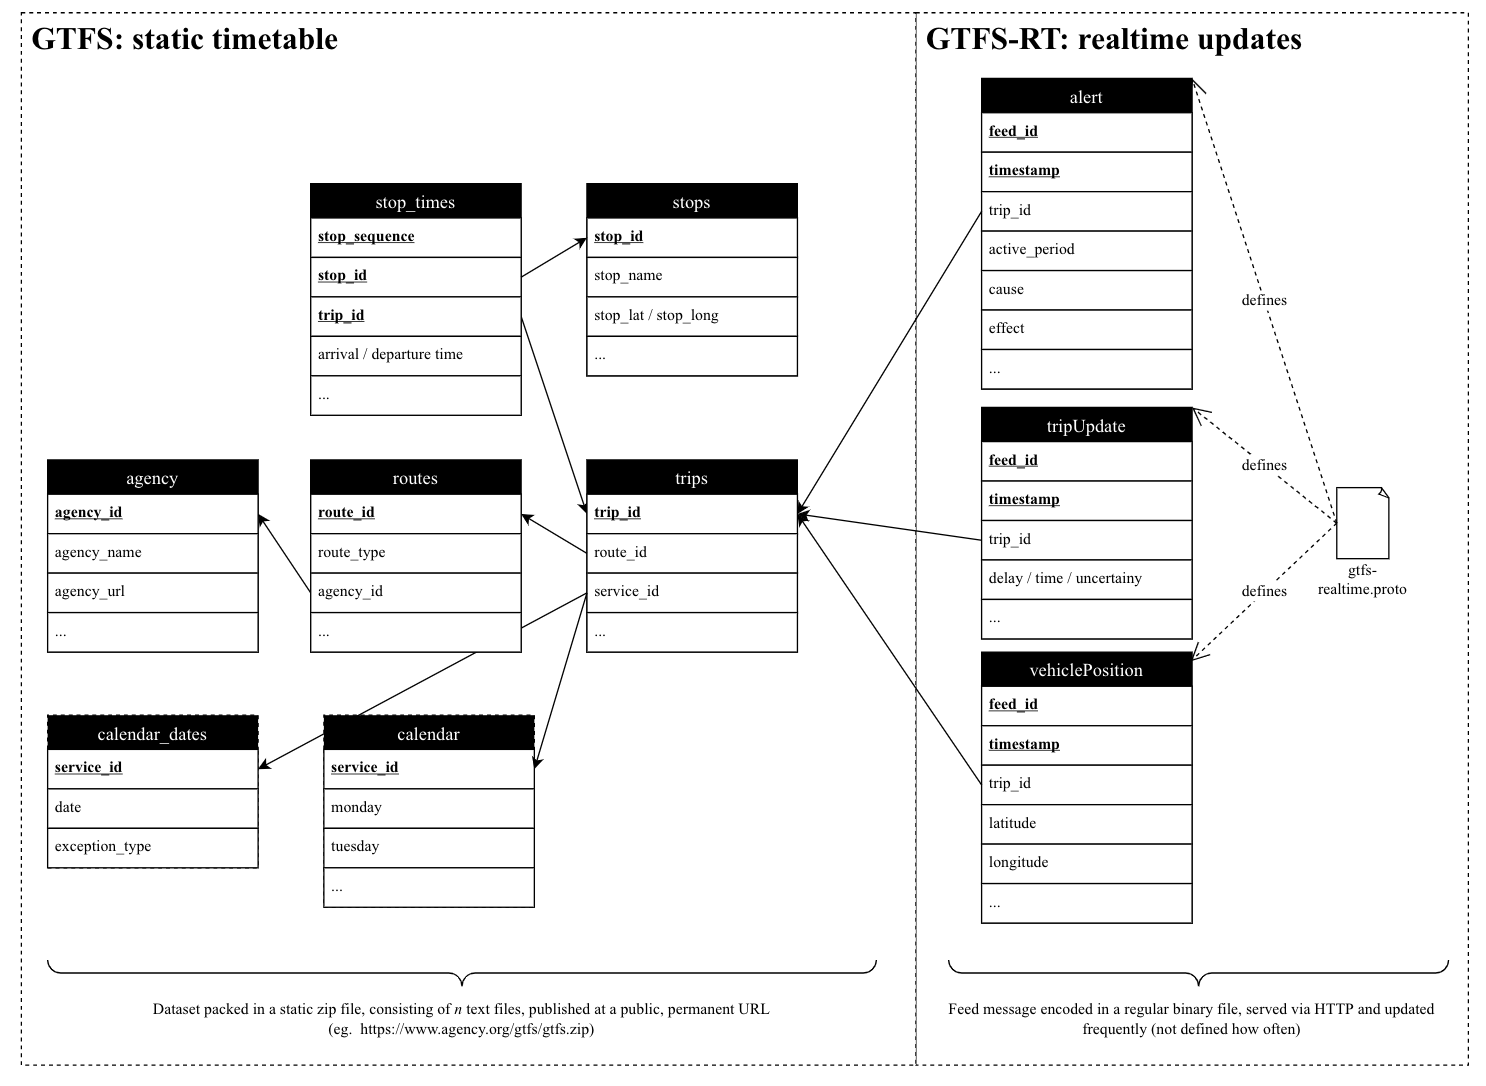 GTFS: static timetable
stop_times
stop_sequence
stop_id
trip_id
arrival / departure time
...
stops
stop_id
stop_name
stop_lat / stop_long
...
agency
agency_id
agency_name
agency_url
...
routes
route_id
route_type
agency_id
...
trips
trip_id
route_id
service_id
...
calendar_dates
service_id
date
exception_type
calendar
service_id
monday
tuesday
...
Dataset packed in a static zip file, consisting of n text files, published at a public, permanent URL
(eg. https://www.agency.org/gtfs/gtfs.zip)
GTFS-RT: realtime updates
alert
feed_id
timestamp
trip_id
active_period
cause
effect
...
tripUpdate
feed_id
timestamp
trip_id
delay / time / uncertainy
...
vehiclePosition
feed_id
timestamp
trip_id
latitude
longitude
...
defines
defines
defines
gtfs-
realtime.proto
Feed message encoded in a regular binary file, served via HTTP and updated
frequently (not defined how often)